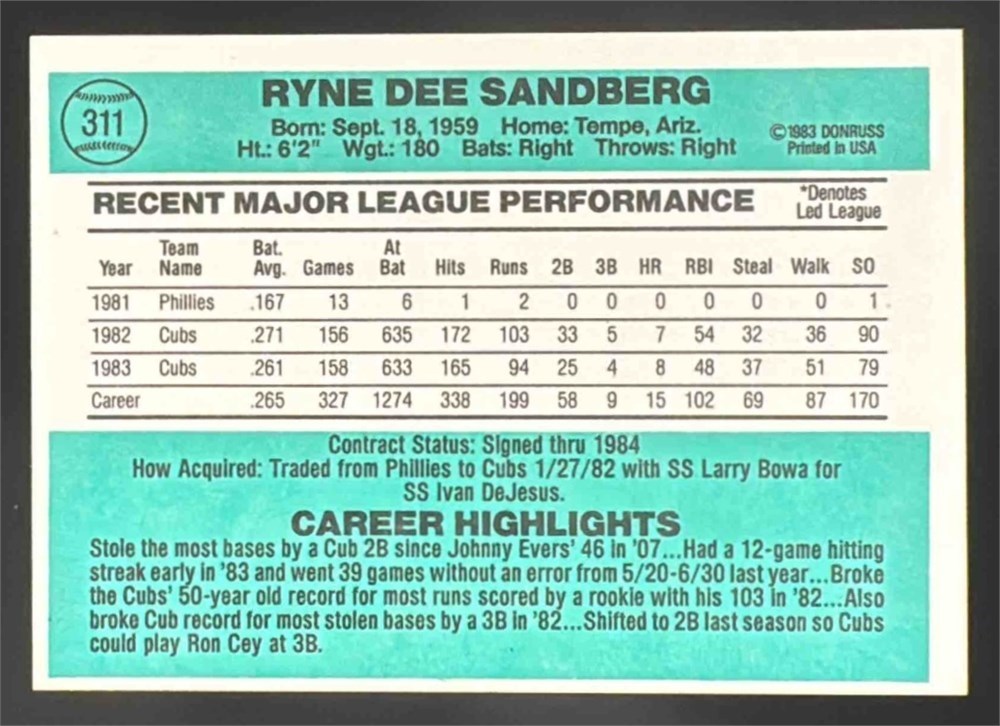 311
RYNE DEE SANDBERG
Born: Sept. 18, 1959 Home: Tempe, Ariz.
Ht.: 6'2" Wgt.: 180 Bats: Right Throws: Right
©1983 DONRUSS
Printed in USA
RECENT MAJOR LEAGUE PERFORMANCE
*Denotes
Led League
Year Team Name Bat. Avg. Games At Bat Hits Runs 2B 3B HR RBI Steal Walk SO
1981 Phillies .167 13 6 1 2 0 0 0 0 0 0 1
1982 Cubs .271 156 635 172 103 33 5 7 54 32 36 90
1983 Cubs .261 158 633 165 94 25 4 8 48 37 51 79
Career .265 327 1274 338 199 58 9 15 102 69 87 170
Contract Status: Signed thru 1984
How Acquired: Traded from Phillies to Cubs 1/27/82 with SS Larry Bowa for
SS Ivan DeJesus.
CAREER HIGHLIGHTS
Stole the most bases by a Cub 2B since Johnny Evers' 46 in '07...Had a 12-game hitting
streak early in '83 and went 39 games without an error from 5/20-6/30 last year...Broke
the Cubs' 50-year old record for most runs scored by a rookie with his 103 in '82...Also
broke Cub record for most stolen bases by a 3B in '82...Shifted to 2B last season so Cubs
could play Ron Cey at 3B.